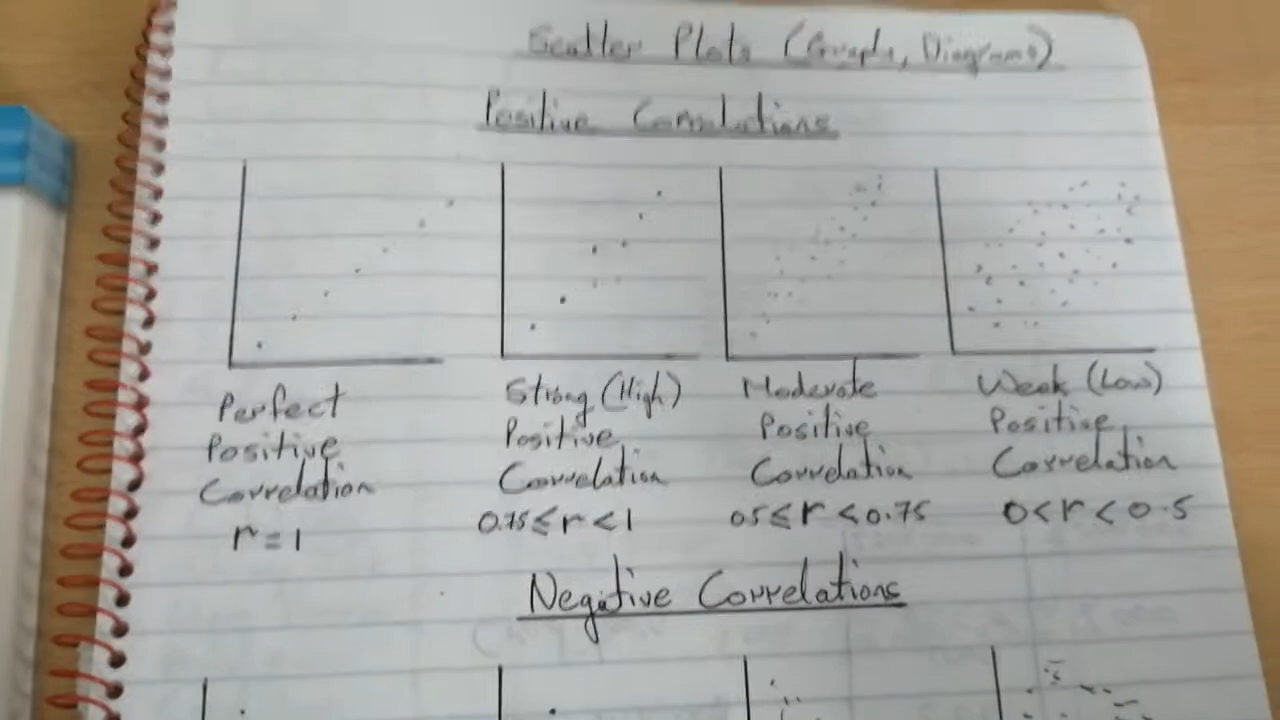 Scatter Plots (Graphs, Diagrams)
Positive Correlations
Perfect
Positive
Correlation
r = 1
Strong (High)
Positive
Correlation
0.75 ≤ r < 1
Moderate
Positive
Correlation
0.5 ≤ r < 0.75
Weak (Low)
Positive
Correlation
0 < r < 0.5
Negative Correlations